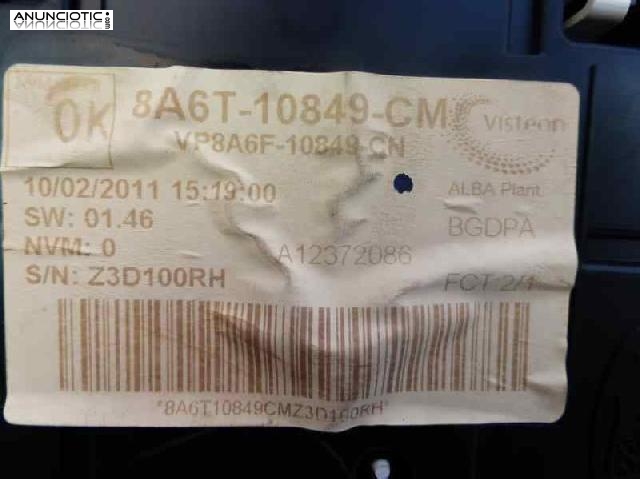 ANUNCIOTIC
.com
OK
8A6T-10849-CM
Visteon
VP8A6F-10849-CN
10/02/2011 15:19:00
ALBA Plant
SW: 01.46
BGDPA
NVM: 0
A12372086
S/N: Z3D100RH
FCT 2/1
*8A6T10849CMZ3D100RH*